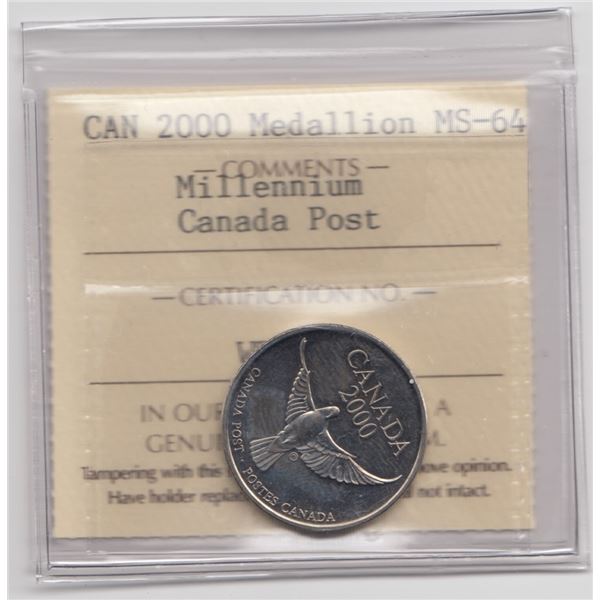 CAN 2000 Medallion MS-64
— COMMENTS —
Millennium
Canada Post
— CERTIFICATION NO. —
IN OUR A
GENU M.
Tampering with this ove opinion.
Have holder repla l not intact.
CANADA
2000
CANADA POST · POSTES CANADA
©